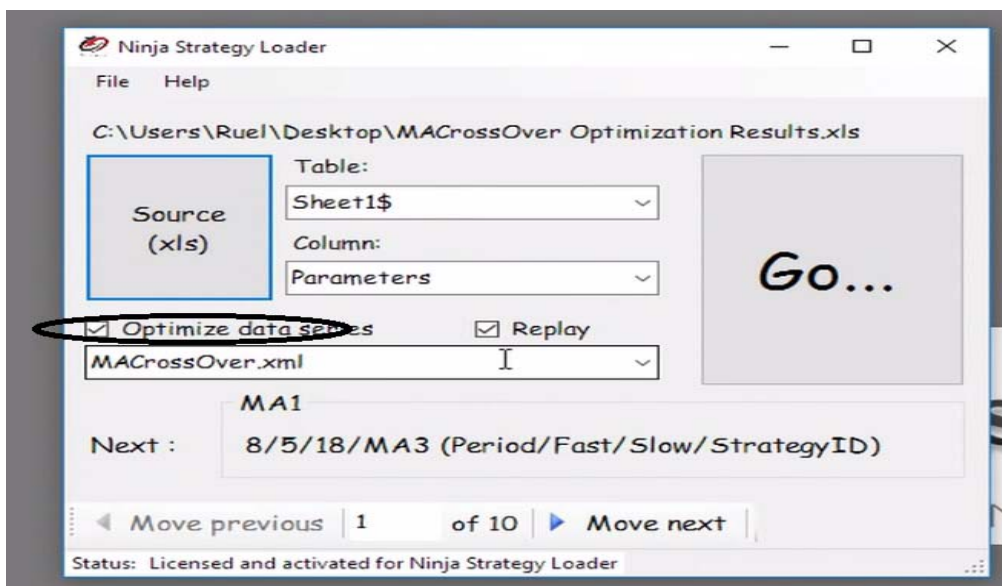 Ninja Strategy Loader
File Help
C:\Users\Ruel\Desktop\MACrossOver Optimization Results.xls
Source
(xls)
Table:
Sheet1$
Column:
Parameters
Go...
Optimize data series
Replay
MACrossOver.xml
MA1
Next : 8/5/18/MA3 (Period/Fast/Slow/StrategyID)
Move previous 1 of 10 Move next
Status: Licensed and activated for Ninja Strategy Loader